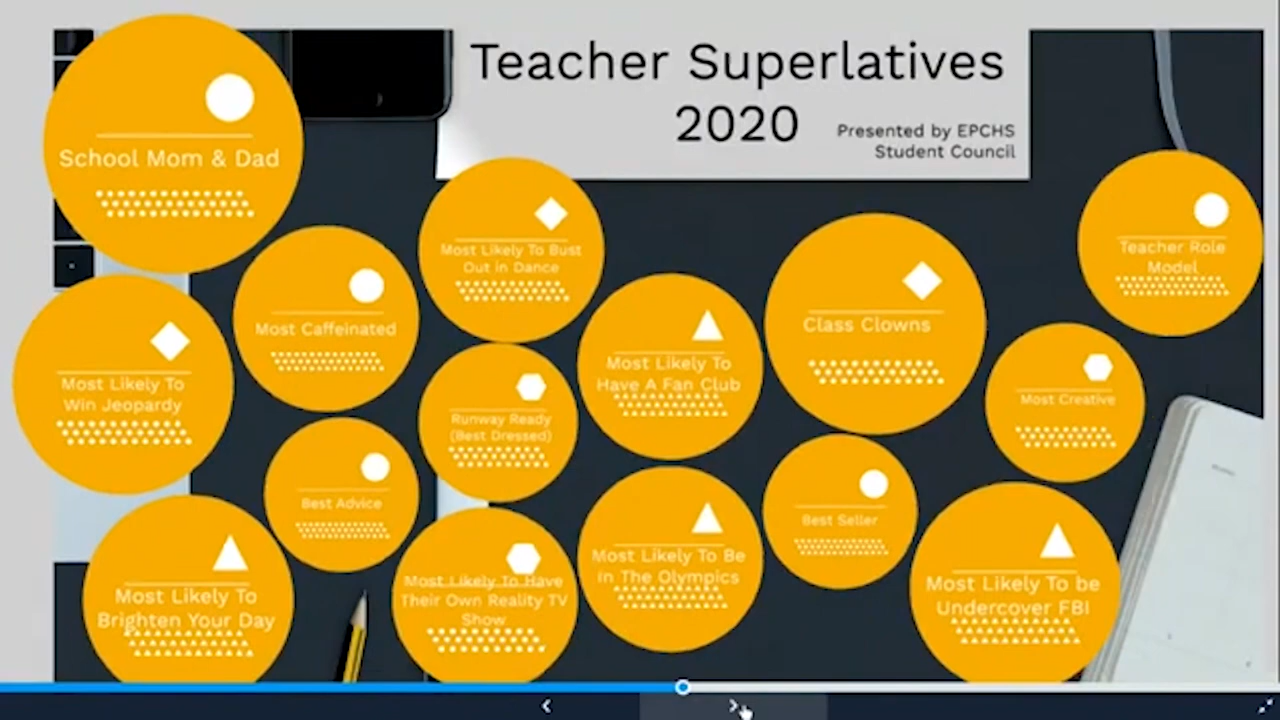 Teacher Superlatives
2020
Presented by EPCHS
Student Council
School Mom & Dad
Most Likely To Bust
Out in Dance
Teacher Role
Model
Most Caffeinated
Class Clowns
Most Likely To
Have A Fan Club
Most Likely To
Win Jeopardy
Runway Ready
(Best Dressed)
Most Creative
Best Advice
Best Seller
Most Likely To Be
In The Olympics
Most Likely To
Brighten Your Day
Most Likely To Have
Their Own Reality TV
Show
Most Likely To be
Undercover FBI